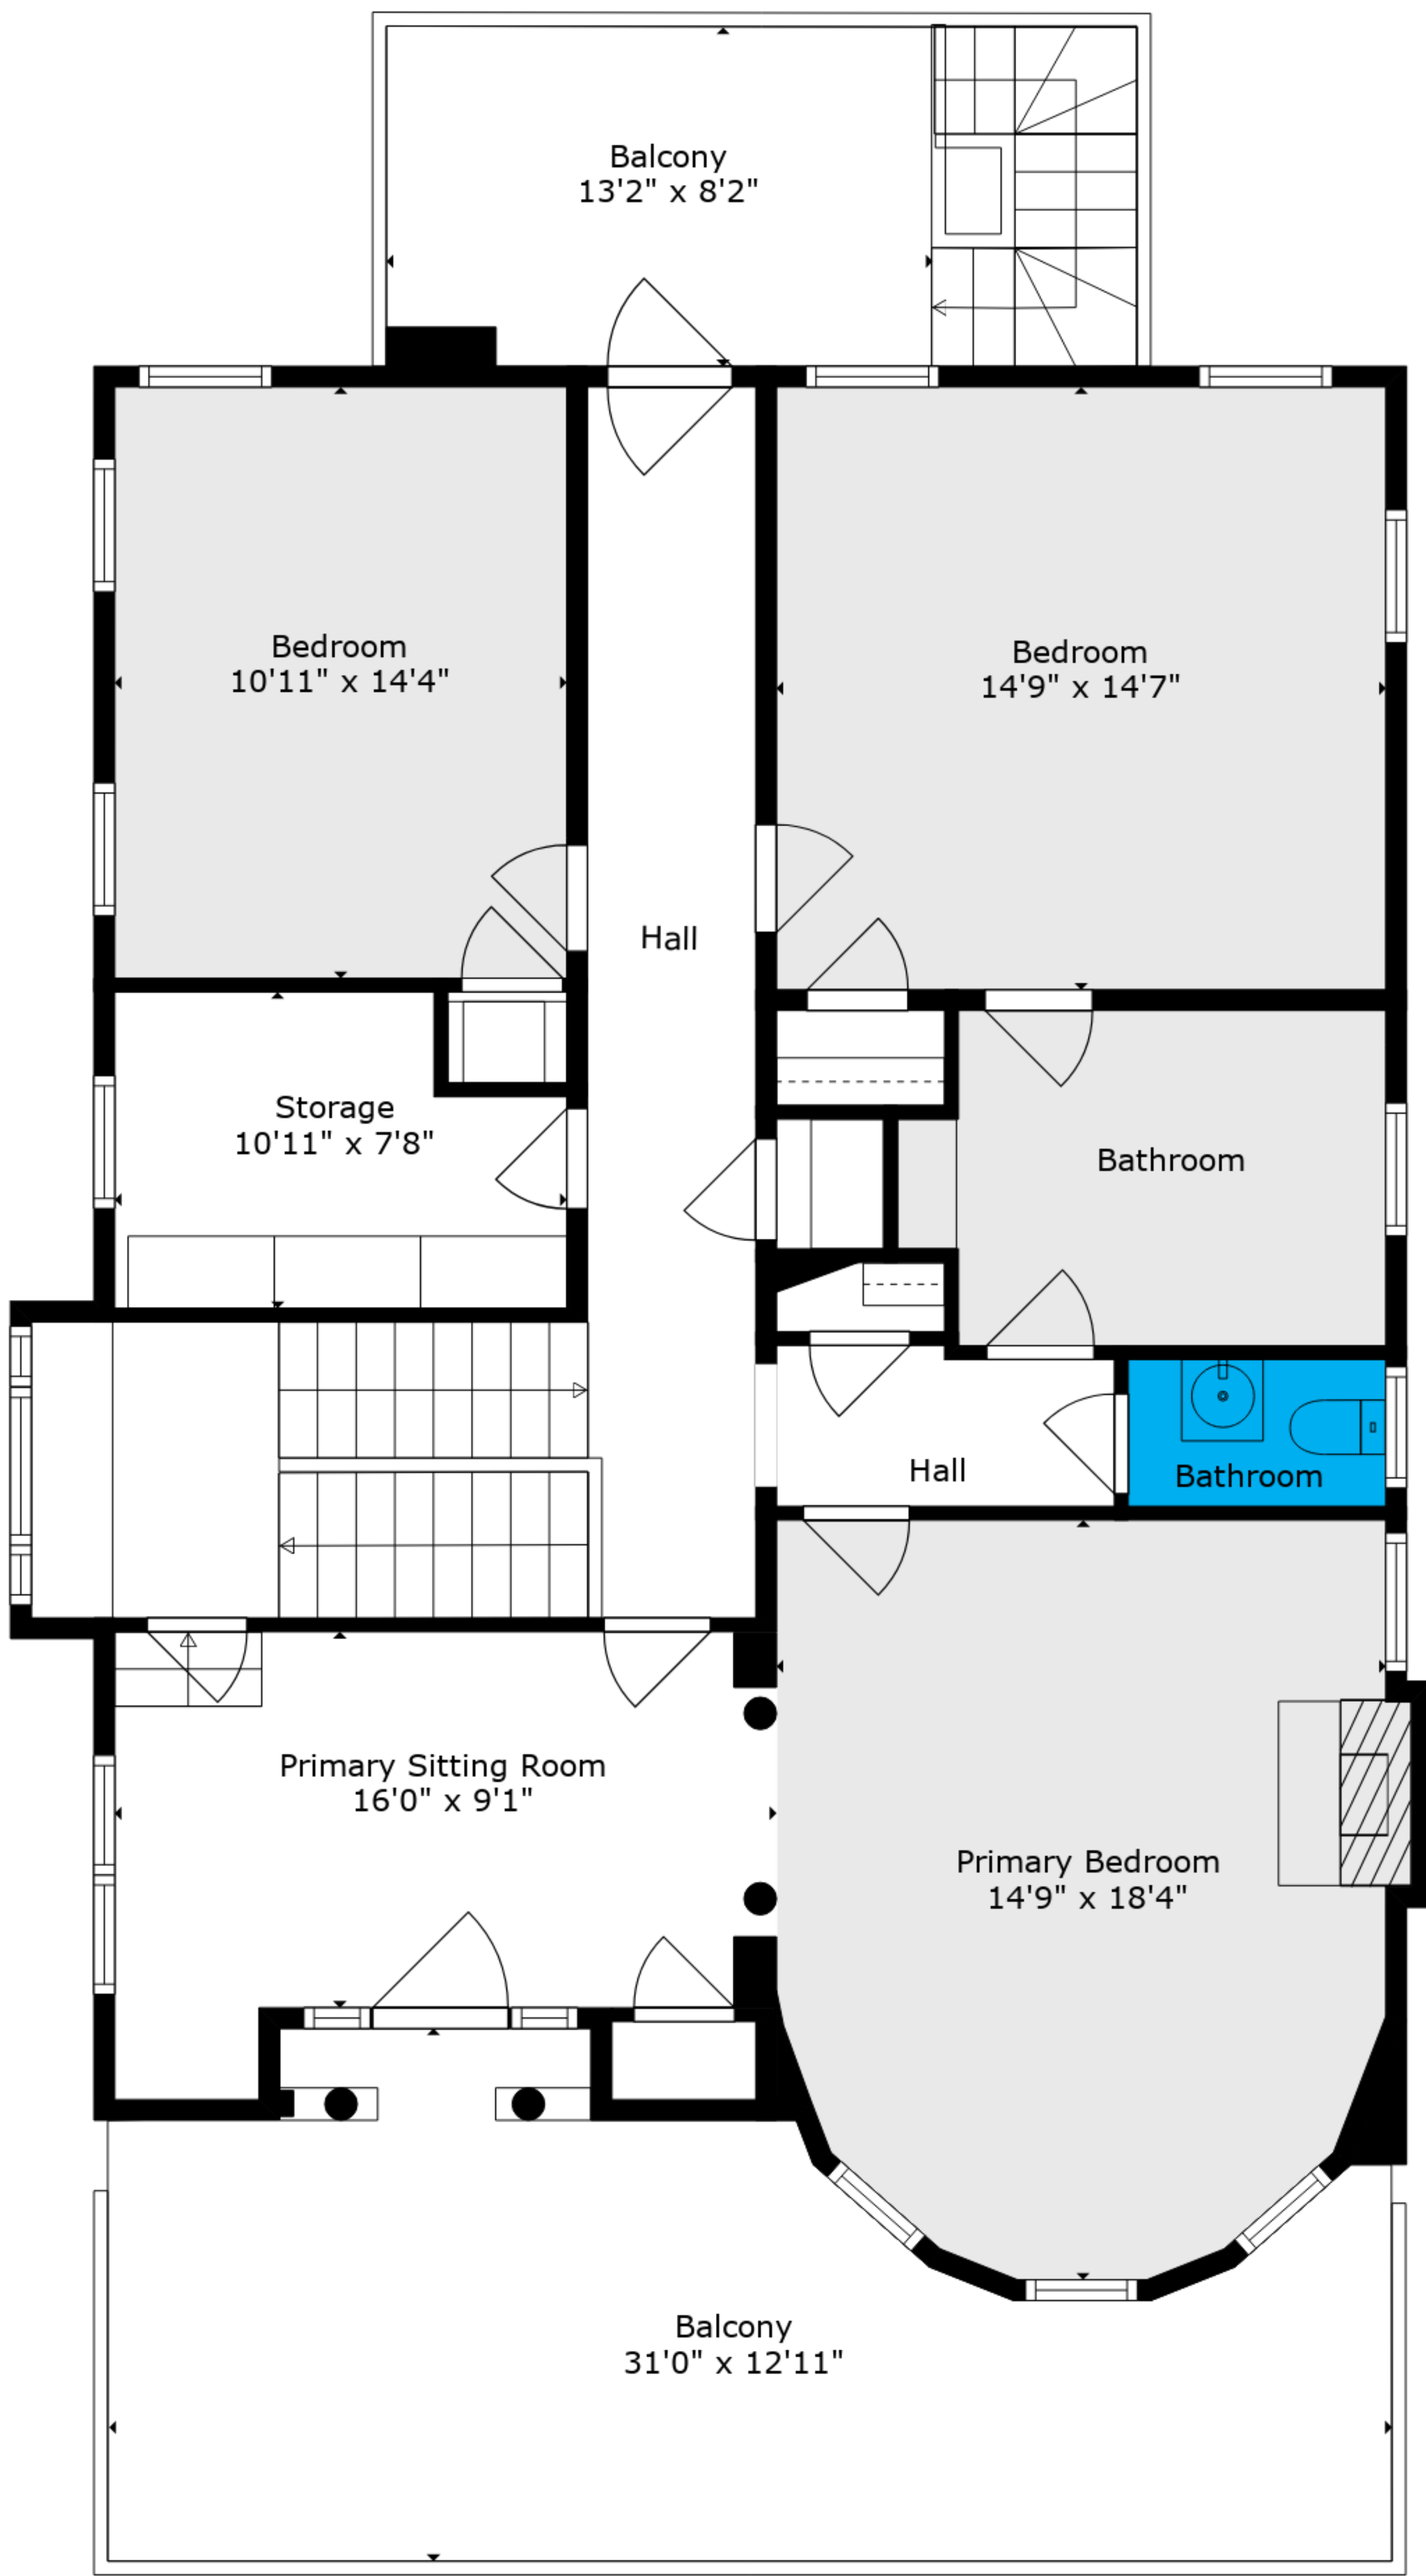 Balcony
13'2" x 8'2"
Bedroom
10'11" x 14'4"
Bedroom
14'9" x 14'7"
Hall
Storage
10'11" x 7'8"
Bathroom
Hall
Bathroom
Primary Sitting Room
16'0" x 9'1"
Primary Bedroom
14'9" x 18'4"
Balcony
31'0" x 12'11"